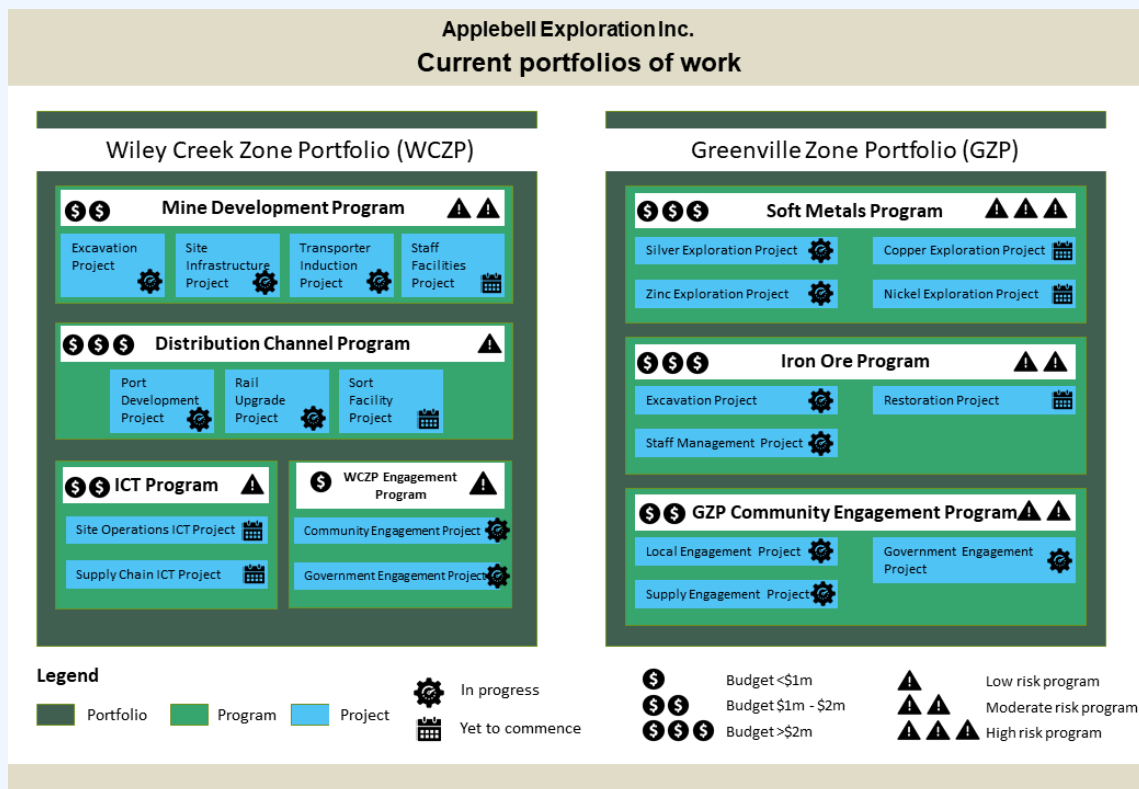 Applebell Exploration Inc.
Current portfolios of work
Wiley Creek Zone Portfolio (WCZP)
Mine Development Program
Excavation
Project
Site
Infrastructure
Project
Transporter
Induction
Project
Staff
Facilities
Project
Distribution Channel Program
Port
Development
Project
Rail
Upgrade
Project
Sort
Facility
Project
ICT Program
Site Operations ICT Project
Supply Chain ICT Project
WCZP Engagement
Program
Community Engagement Project
Government Engagement Project
Greenville Zone Portfolio (GZP)
Soft Metals Program
Silver Exploration Project
Copper Exploration Project
Zinc Exploration Project
Nickel Exploration Project
Iron Ore Program
Excavation Project
Restoration Project
Staff Management Project
GZP Community Engagement Program
Local Engagement Project
Government Engagement
Project
Supply Engagement Project
Legend
Portfolio
Program
Project
In progress
Yet to commence
Budget <$1m
Budget $1m - $2m
Budget >$2m
Low risk program
Moderate risk program
High risk program